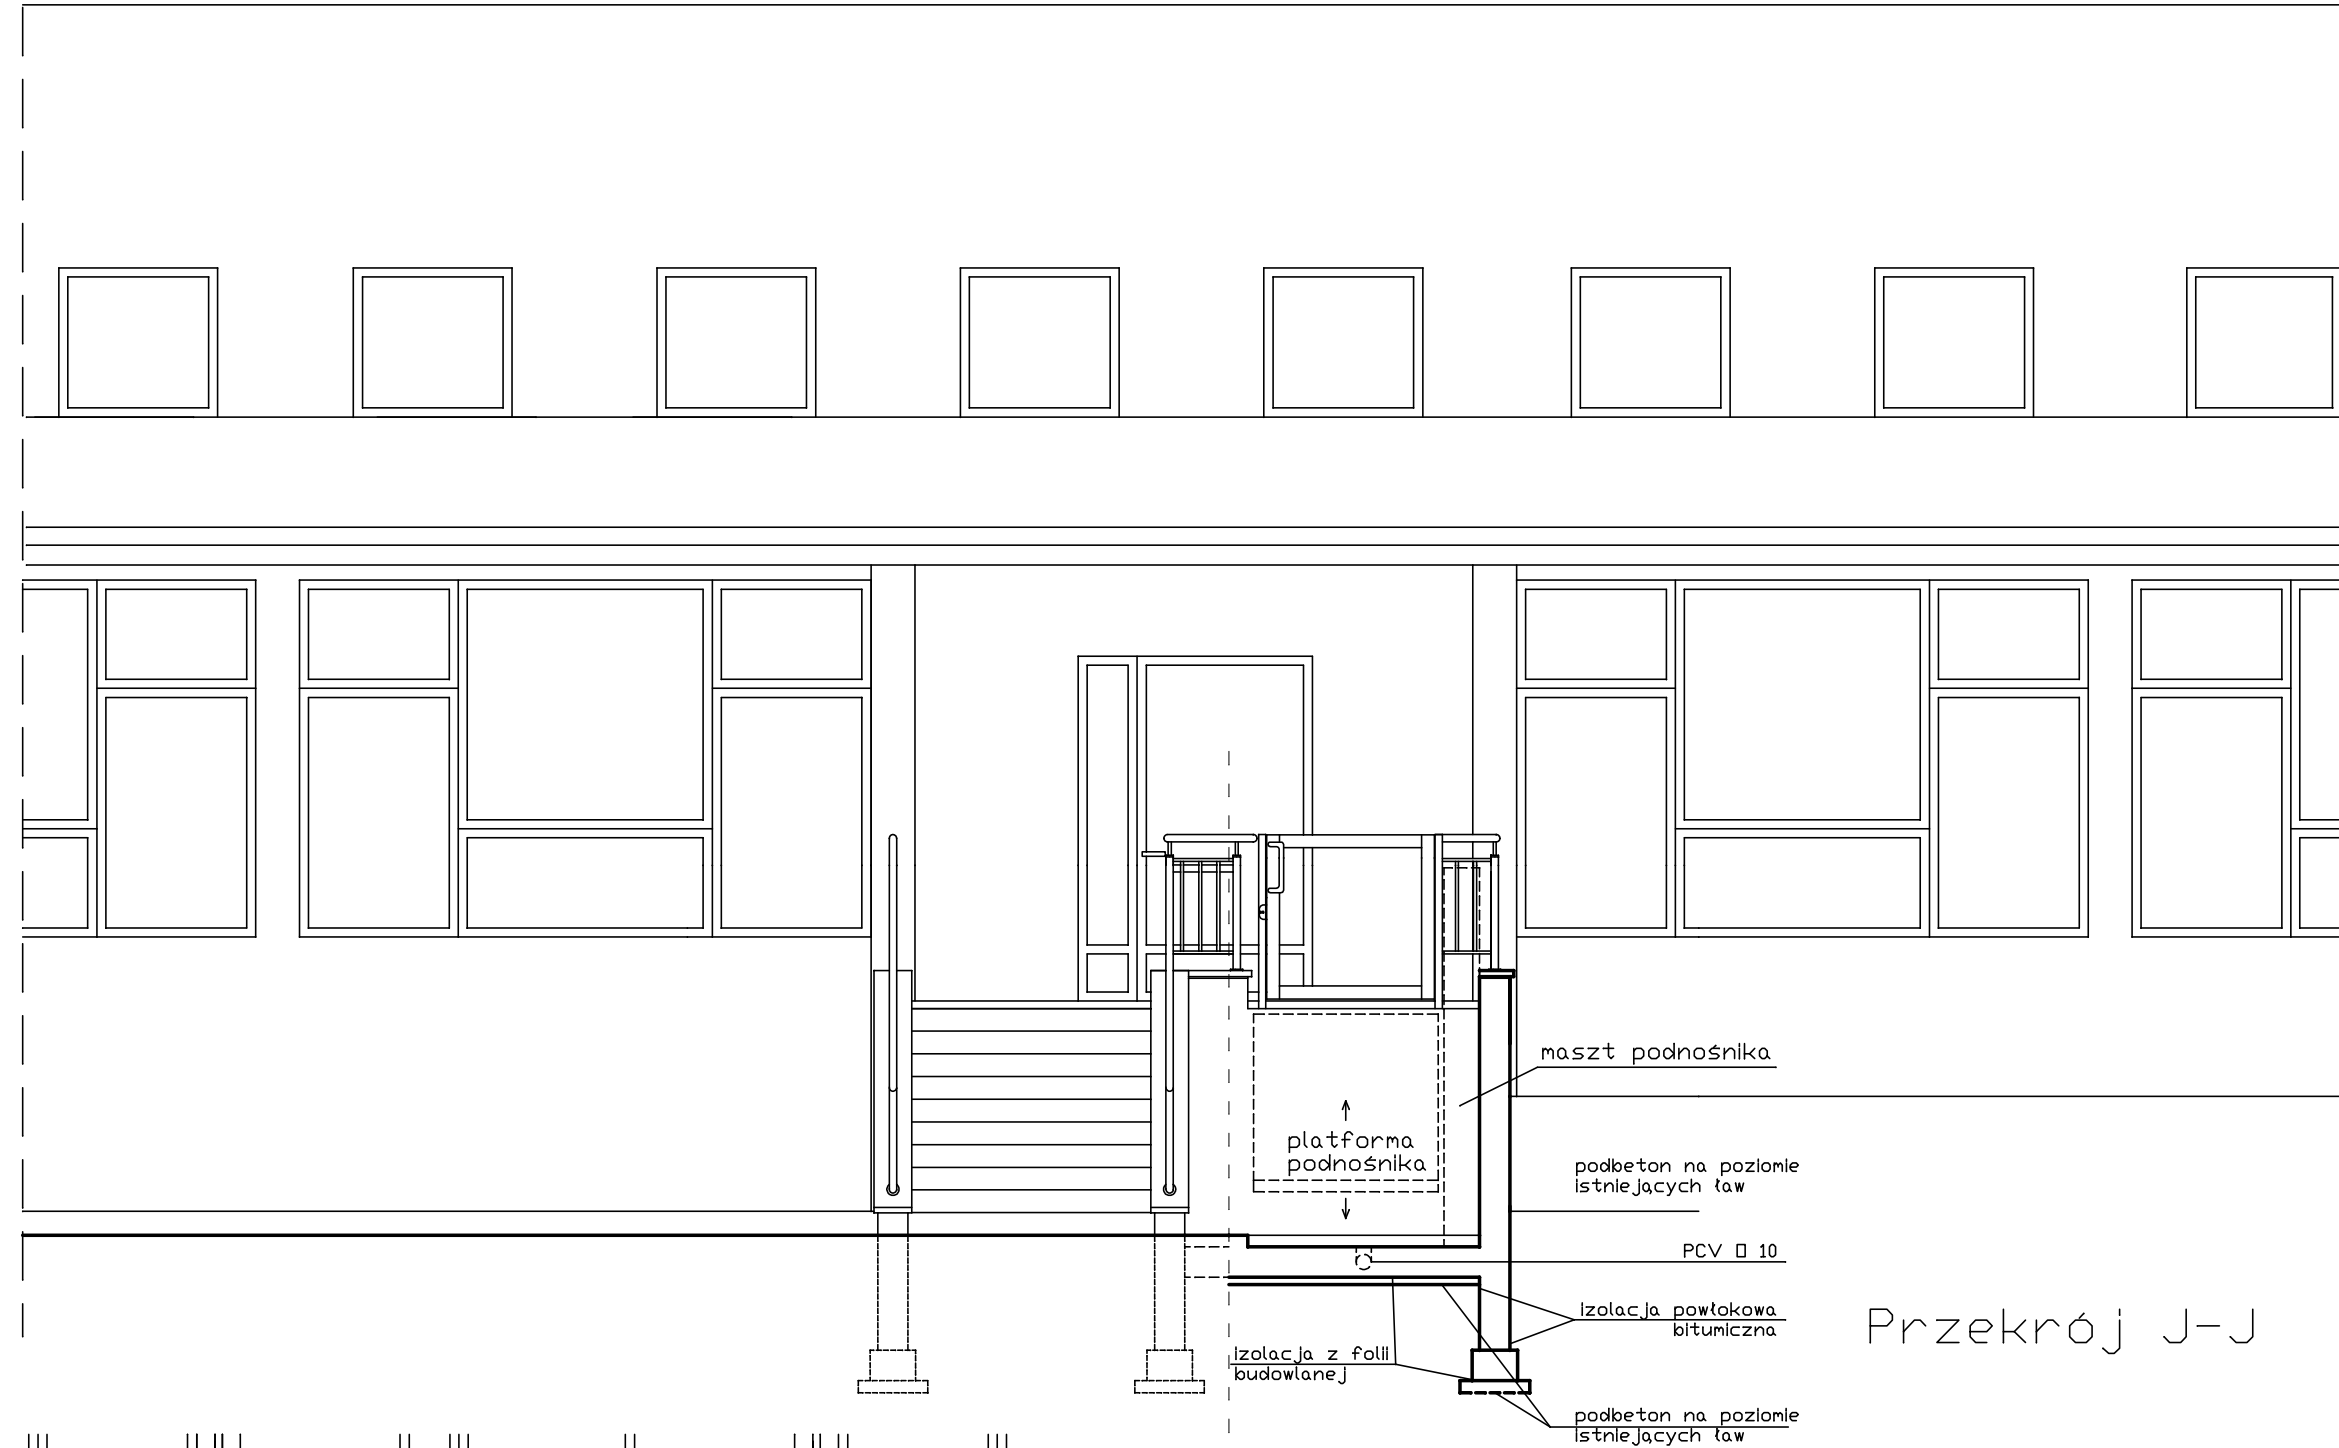 maszt podnośnika
platforma
podnośnika
podbeton na poziomie
istniejących ław
PCV □ 10
izolacja powłokowa
bitumiczna
Przekrój J-J
izolacja z folii
budowlanej
podbeton na poziomie
istniejących ław